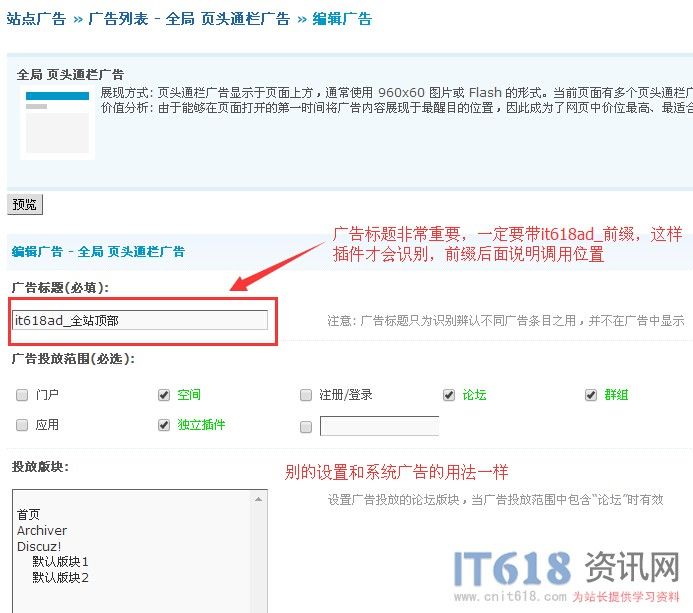 站点广告 » 广告列表 - 全局 页头通栏广告 » 编辑广告
全局 页头通栏广告
展现方式: 页头通栏广告显示于页面上方，通常使用 960x60 图片或 Flash 的形式。当前页面有多个页头通栏广
价值分析: 由于能够在页面打开的第一时间将广告内容展现于最醒目的位置，因此成为了网页中价位最高、最适合
预览
广告标题非常重要，一定要带it618ad_前缀，这样
插件才会识别，前缀后面说明调用位置
编辑广告 - 全局 页头通栏广告
广告标题(必填):
it618ad_全站顶部
注意: 广告标题只为识别辨认不同广告条目之用，并不在广告中显示
广告投放范围(必选):
门户 空间 注册/登录 论坛 群组
应用 独立插件
投放版块:
别的设置和系统广告的用法一样
设置广告投放的论坛版块，当广告投放范围中包含“论坛”时有效
首页
Archiver
Discuz!
默认版块1
默认版块2
IT618 资讯网
www.cnit618.com 为站长提供学习资料